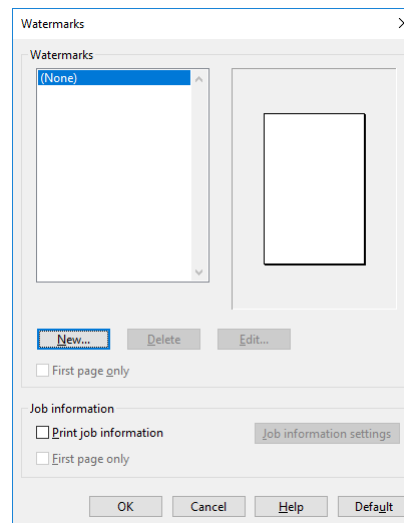 Watermarks
Watermarks
(None)
New... Delete Edit...
First page only
Job information
Print job information Job information settings
First page only
OK Cancel Help Default